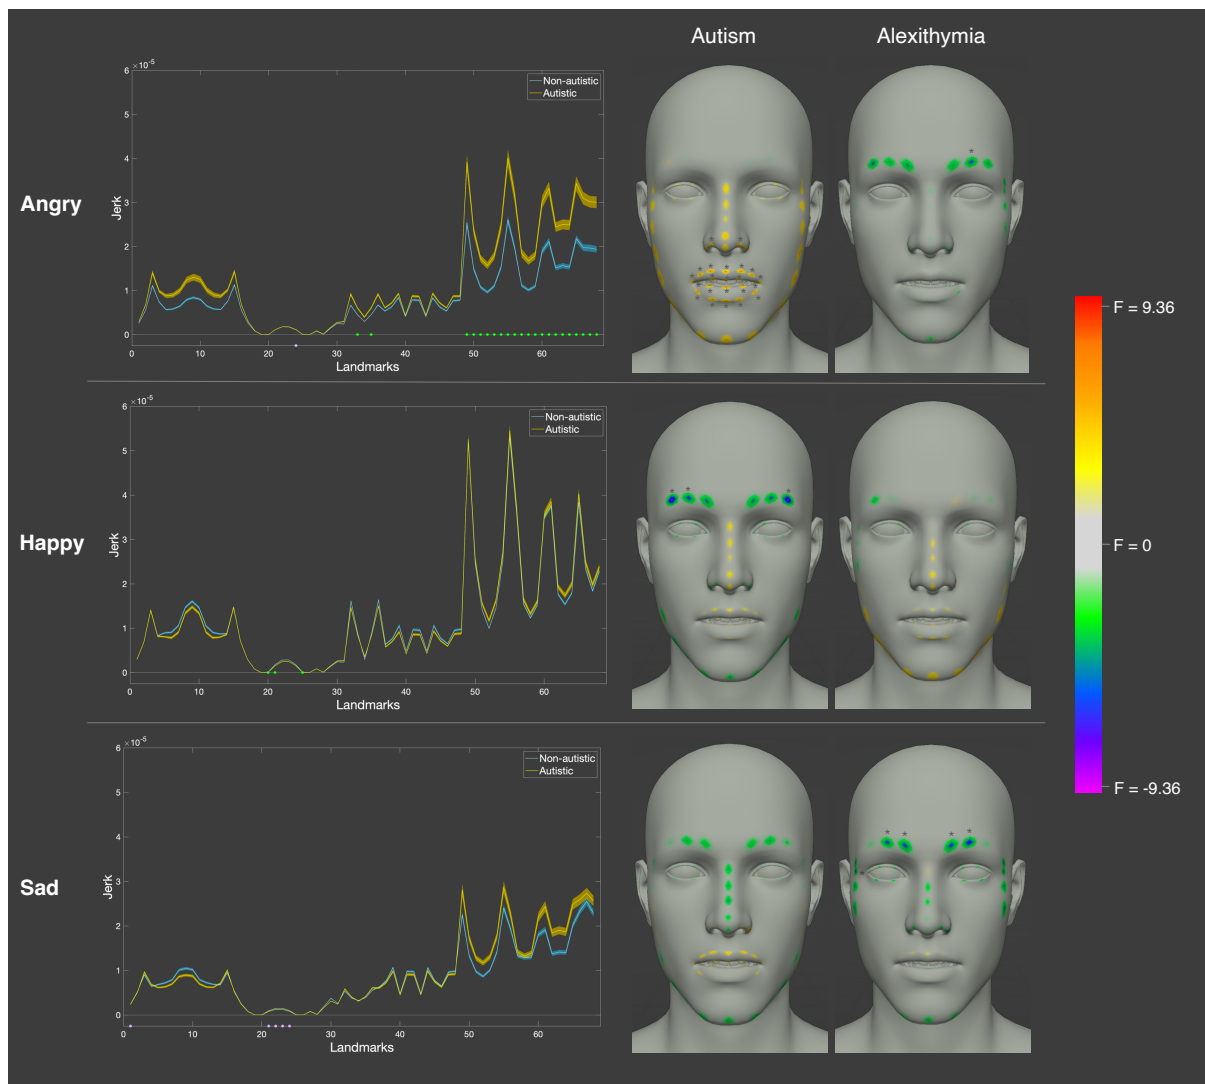 Autism
Alexithymia
Angry
×10⁻⁵
6
5
4
3
2
1
0
Jerk
Non-autistic
Autistic
0 10 20 30 40 50 60
Landmarks
Happy
×10⁻⁵
6
5
4
3
2
1
0
Jerk
Non-autistic
Autistic
0 10 20 30 40 50 60
Landmarks
Sad
×10⁻⁵
6
5
4
3
2
1
0
Jerk
Non-autistic
Autistic
0 10 20 30 40 50 60
Landmarks
F = 9.36
F = 0
F = -9.36